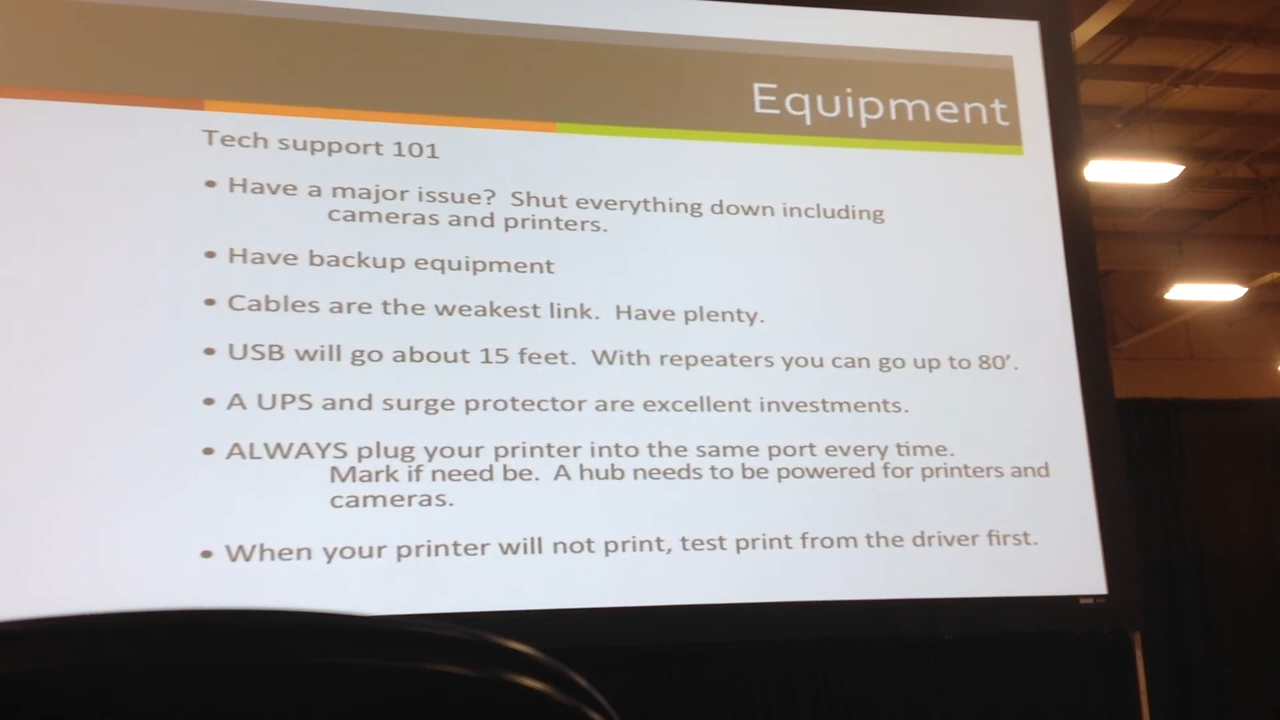 Equipment
Tech support 101
• Have a major issue?  Shut everything down including
cameras and printers.
• Have backup equipment
• Cables are the weakest link.  Have plenty.
• USB will go about 15 feet.  With repeaters you can go up to 80’.
• A UPS and surge protector are excellent investments.
• ALWAYS plug your printer into the same port every time.
Mark if need be.  A hub needs to be powered for printers and
cameras.
• When your printer will not print, test print from the driver first.